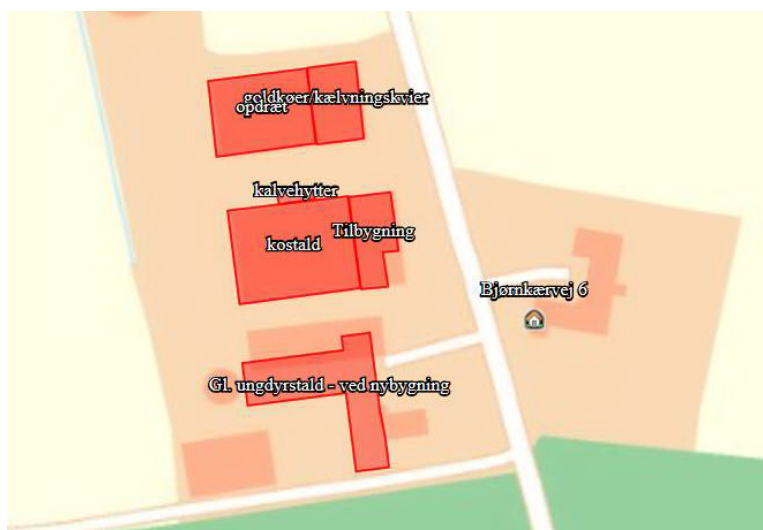 goldkøer/kælvningskvier
opdræt
kalvehytter
Tilbygning
kostald
Bjørnkærvej 6
Gl. ungdyrstald - ved nybygning